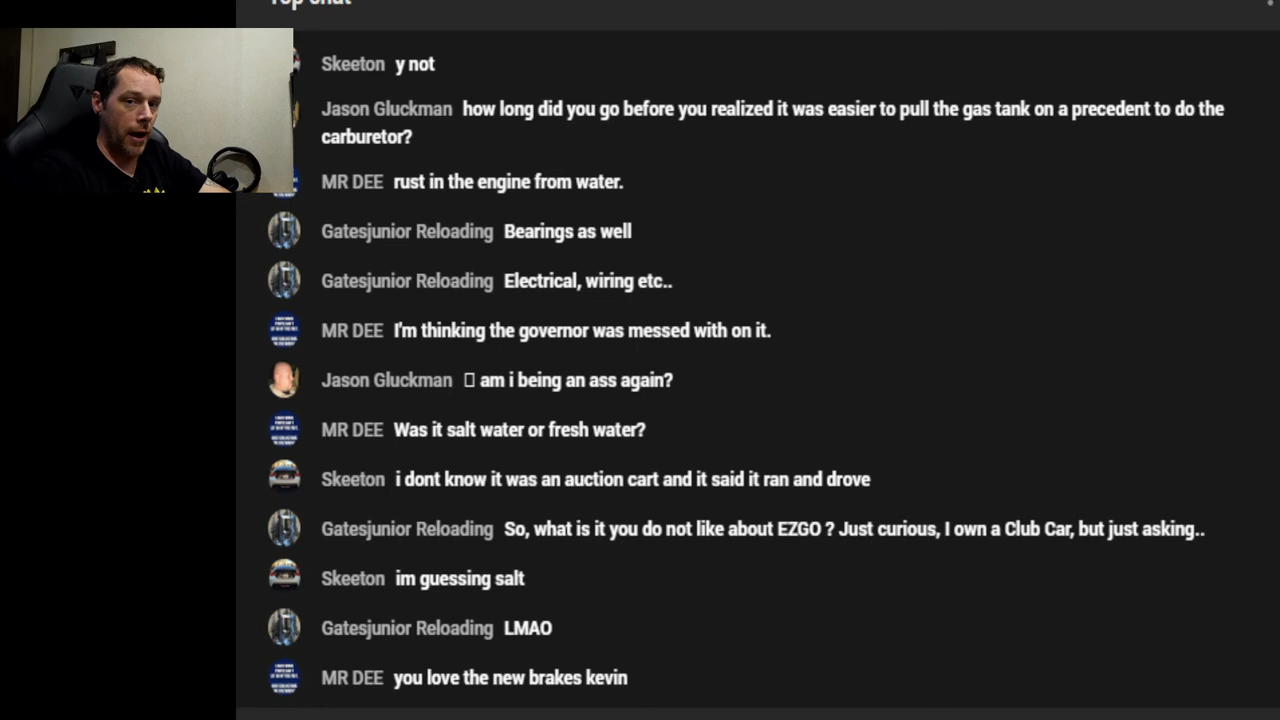 Top chat
Skeeton y not
Jason Gluckman how long did you go before you realized it was easier to pull the gas tank on a precedent to do the
carburetor?
MR DEE rust in the engine from water.
Gatesjunior Reloading Bearings as well
Gatesjunior Reloading Electrical, wiring etc..
MR DEE I'm thinking the governor was messed with on it.
Jason Gluckman am i being an ass again?
MR DEE Was it salt water or fresh water?
Skeeton i dont know it was an auction cart and it said it ran and drove
Gatesjunior Reloading So, what is it you do not like about EZGO ? Just curious, I own a Club Car, but just asking..
Skeeton im guessing salt
Gatesjunior Reloading LMAO
MR DEE you love the new brakes kevin